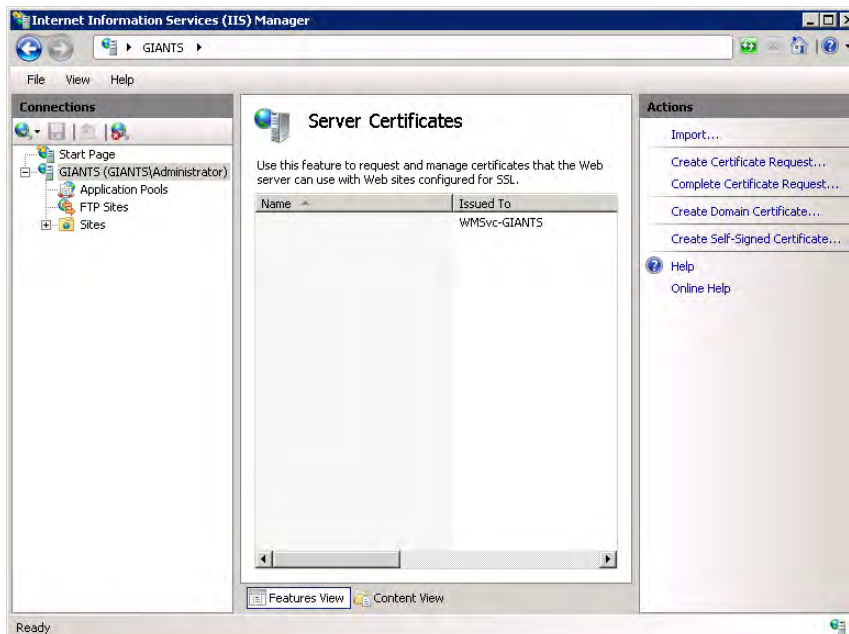 Internet Information Services (IIS) Manager
GIANTS
File View Help
Connections
Start Page
GIANTS (GIANTS\Administrator)
Application Pools
FTP Sites
Sites
Server Certificates
Use this feature to request and manage certificates that the Web
server can use with Web sites configured for SSL.
Name Issued To
WMSvc-GIANTS
Features View Content View
Actions
Import...
Create Certificate Request...
Complete Certificate Request...
Create Domain Certificate...
Create Self-Signed Certificate...
Help
Online Help
Ready